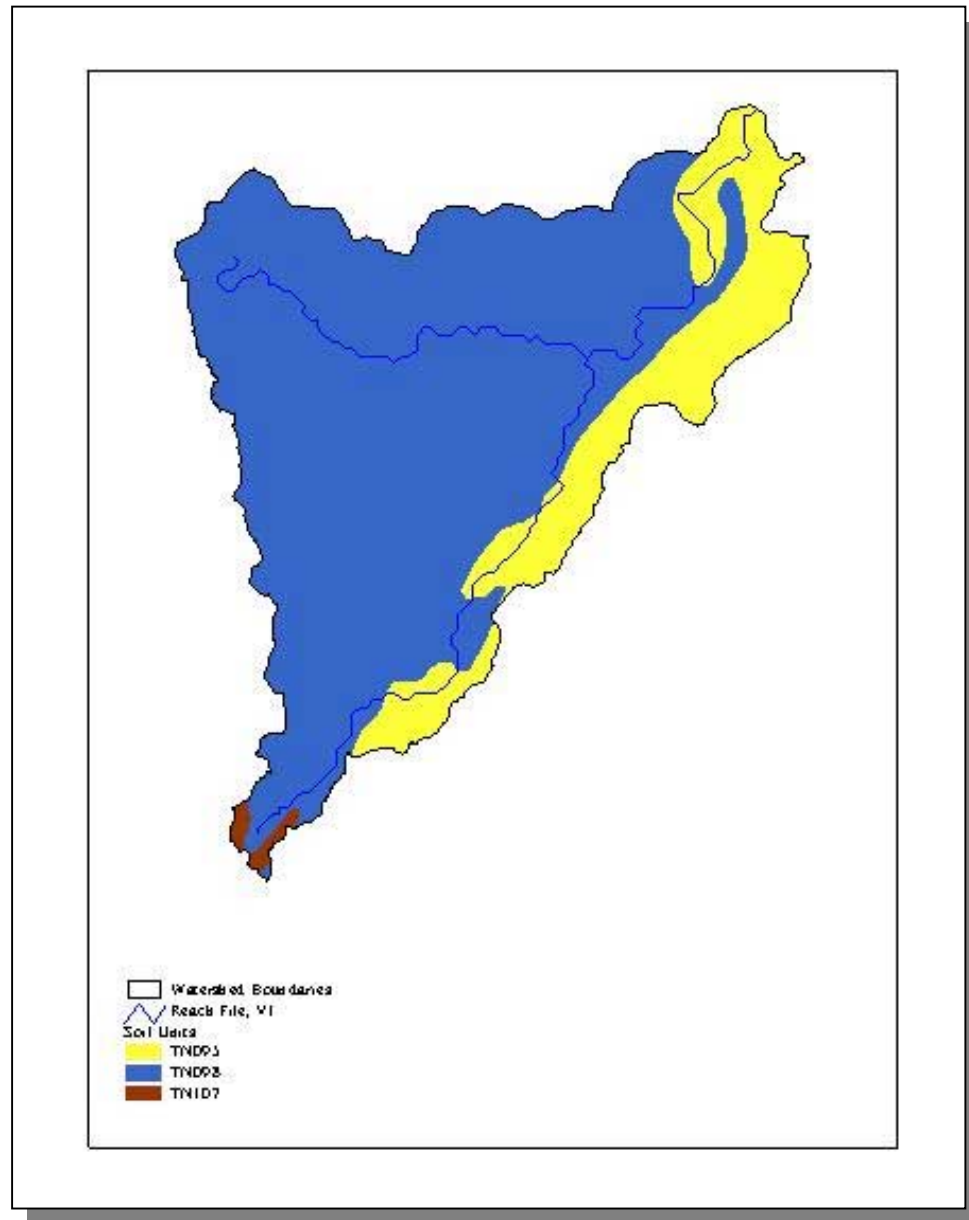 Watershed Boundaries
Reach File, V1
Soil Units
TN095
TN098
TN107